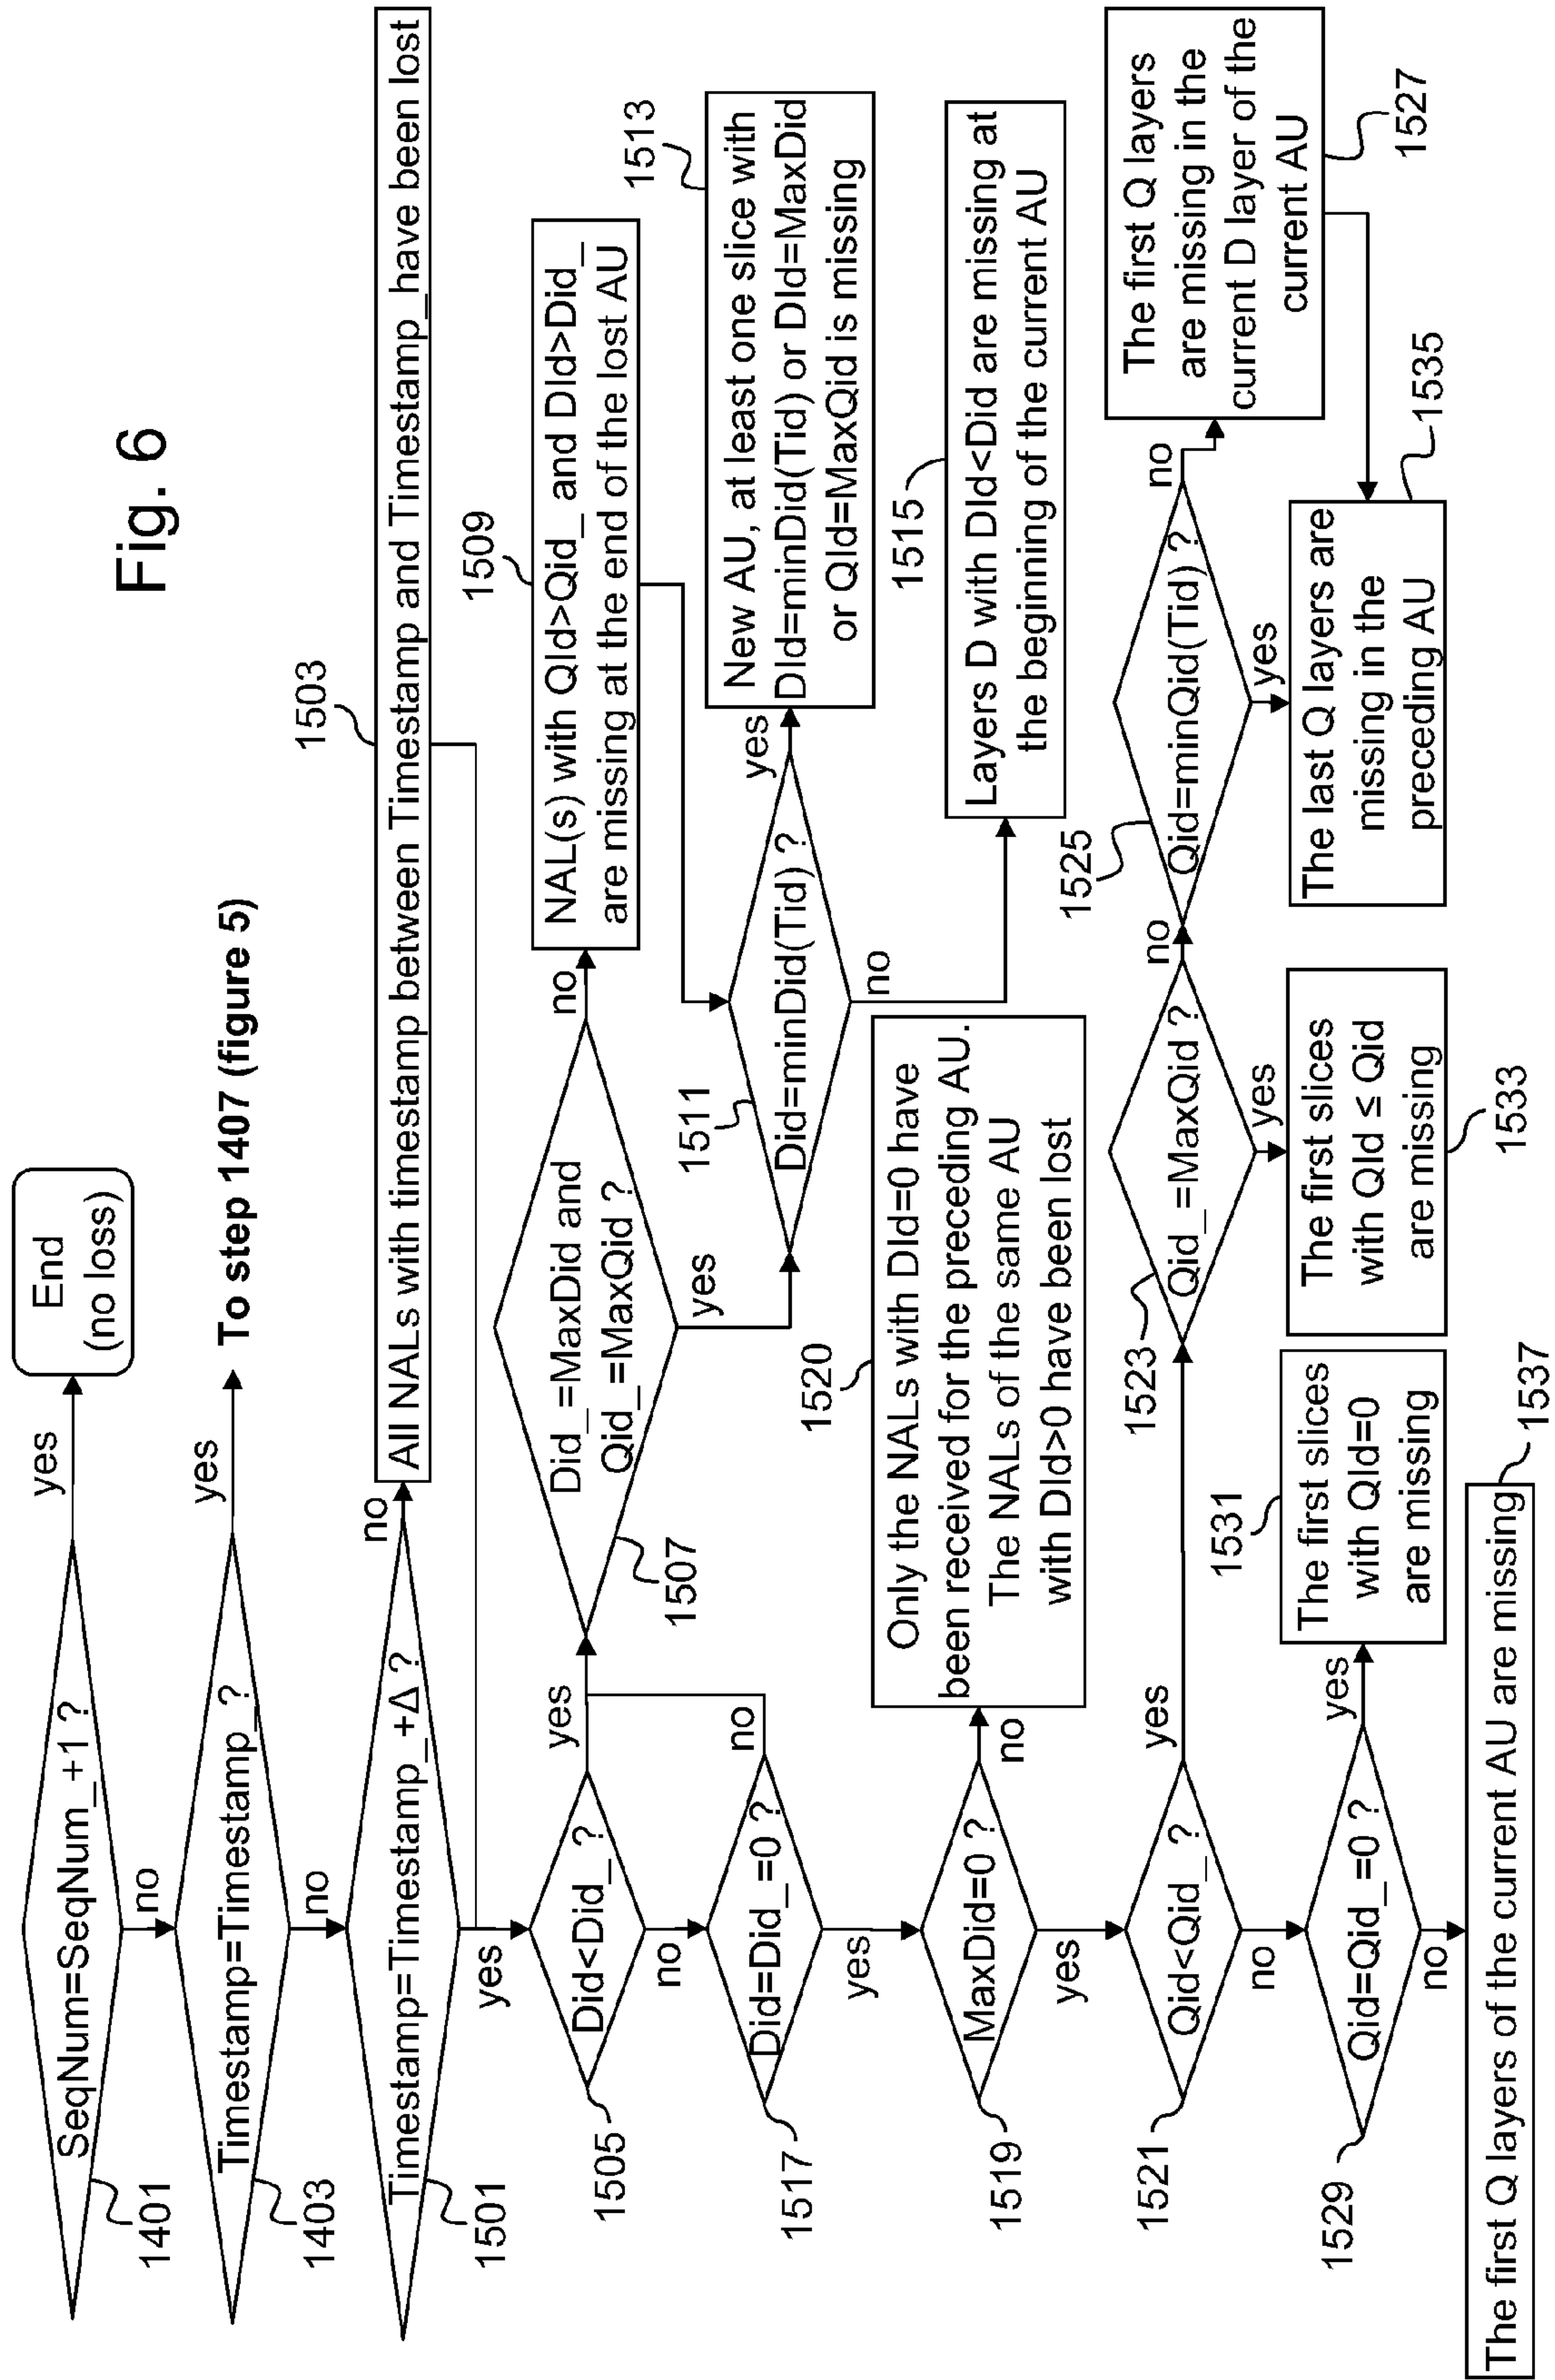 Fig. 6
SeqNum=SeqNum_+1 ?
yes
End
(no loss)
1401
no
Timestamp=Timestamp_?
yes
To step 1407 (figure 5)
1403
no
Timestamp=Timestamp_+Δ ?
no
1503
All NALs with timestamp between Timestamp and Timestamp_have been lost
1501
yes
Did<Did_ ?
yes
1505
no
Did_=MaxDid and
Qid_=MaxQid ?
no
1507
yes
1509
NAL(s) with QId>Qid_ and DId>Did_
are missing at the end of the lost AU
1511
Did=minDid(Tid) ?
yes
no
1513
New AU, at least one slice with
DId=minDid(Tid) or DId=MaxDid
or QId=MaxQid is missing
1515
Layers D with DId<Did are missing at
the beginning of the current AU
Did=Did_=0 ?
no
1517
yes
MaxDid=0 ?
no
1519
yes
1520
Only the NALs with DId=0 have
been received for the preceding AU.
The NALs of the same AU
with DId>0 have been lost
Qid<Qid_ ?
yes
1521
no
1523
Qid_=MaxQid ?
no
yes
1525
Qid=minQid(Tid) ?
no
yes
The first Q layers
are missing in the
current D layer of the
current AU
1527
Qid=Qid_=0 ?
yes
1529
no
1531
The first slices
with QId=0
are missing
The first slices
with QId ≤ Qid
are missing
1533
The last Q layers are
missing in the
preceding AU
1535
The first Q layers of the current AU are missing
1537